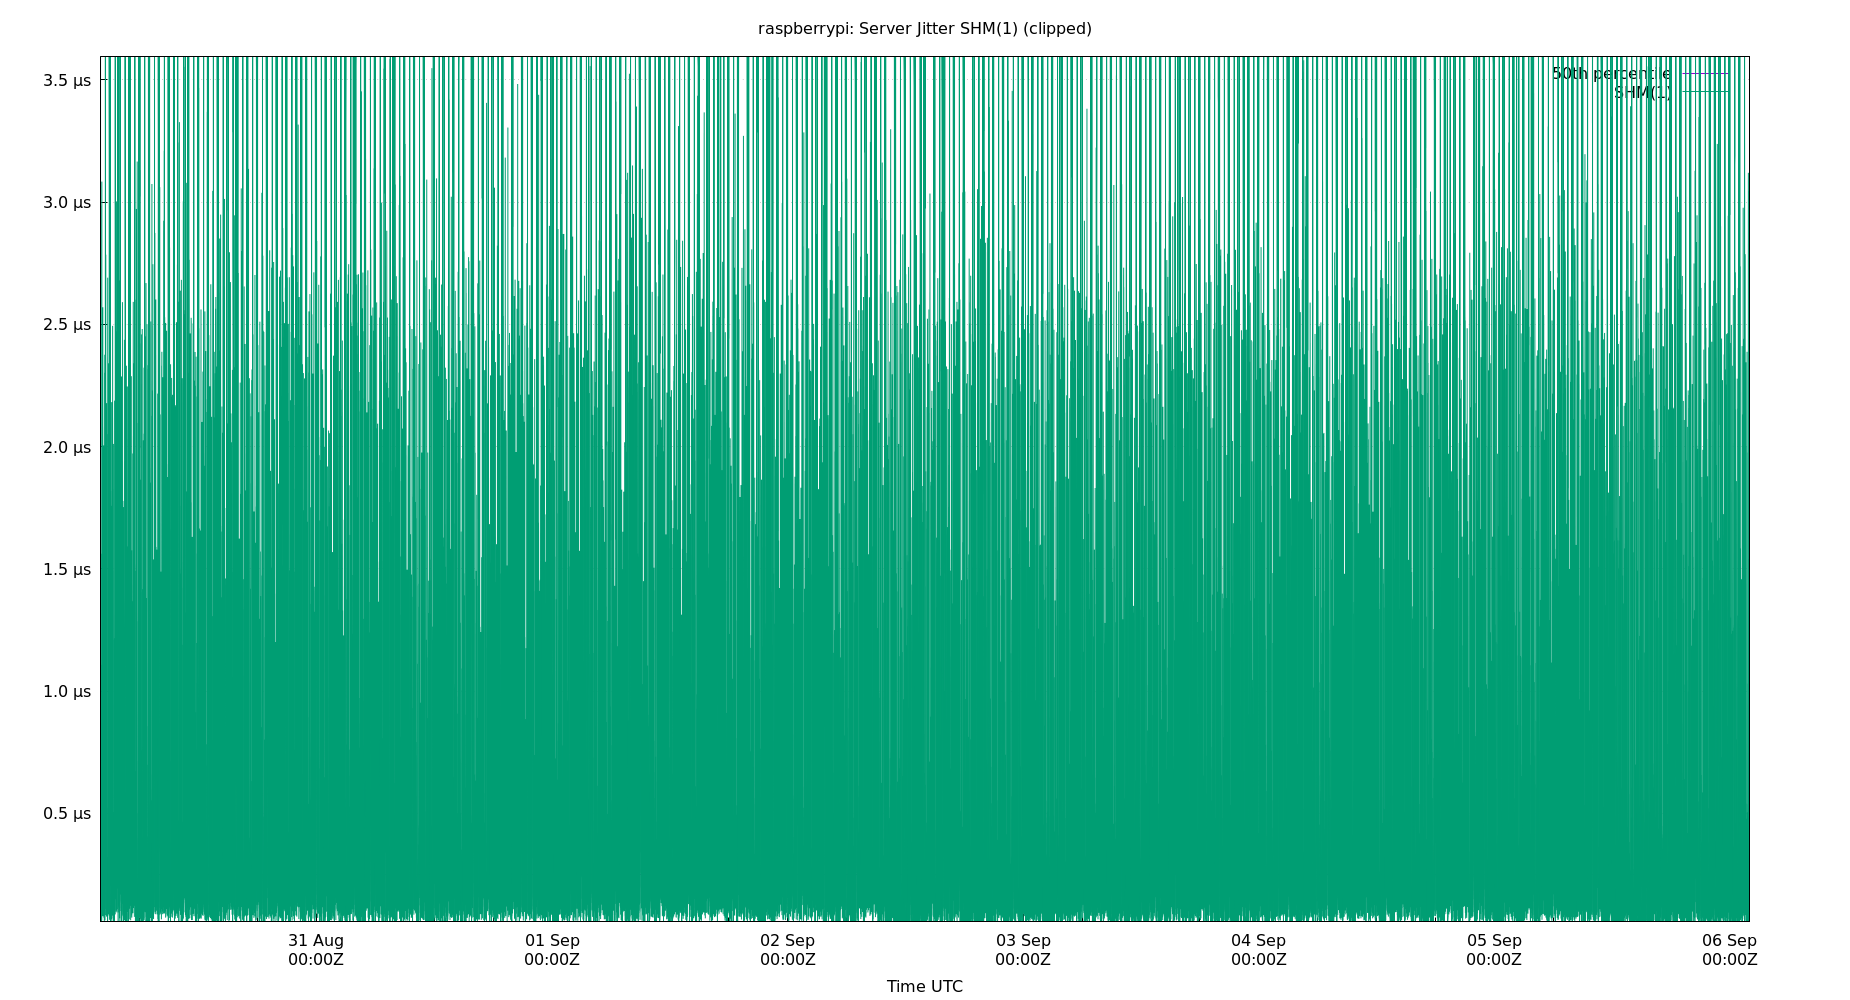 raspberrypi: Server Jitter SHM(1) (clipped)
50th percentile
SHM(1)
3.5 µs
3.0 µs
2.5 µs
2.0 µs
1.5 µs
1.0 µs
0.5 µs
31 Aug 01 Sep 02 Sep 03 Sep 04 Sep 05 Sep 06 Sep
00:00Z 00:00Z 00:00Z 00:00Z 00:00Z 00:00Z 00:00Z
Time UTC